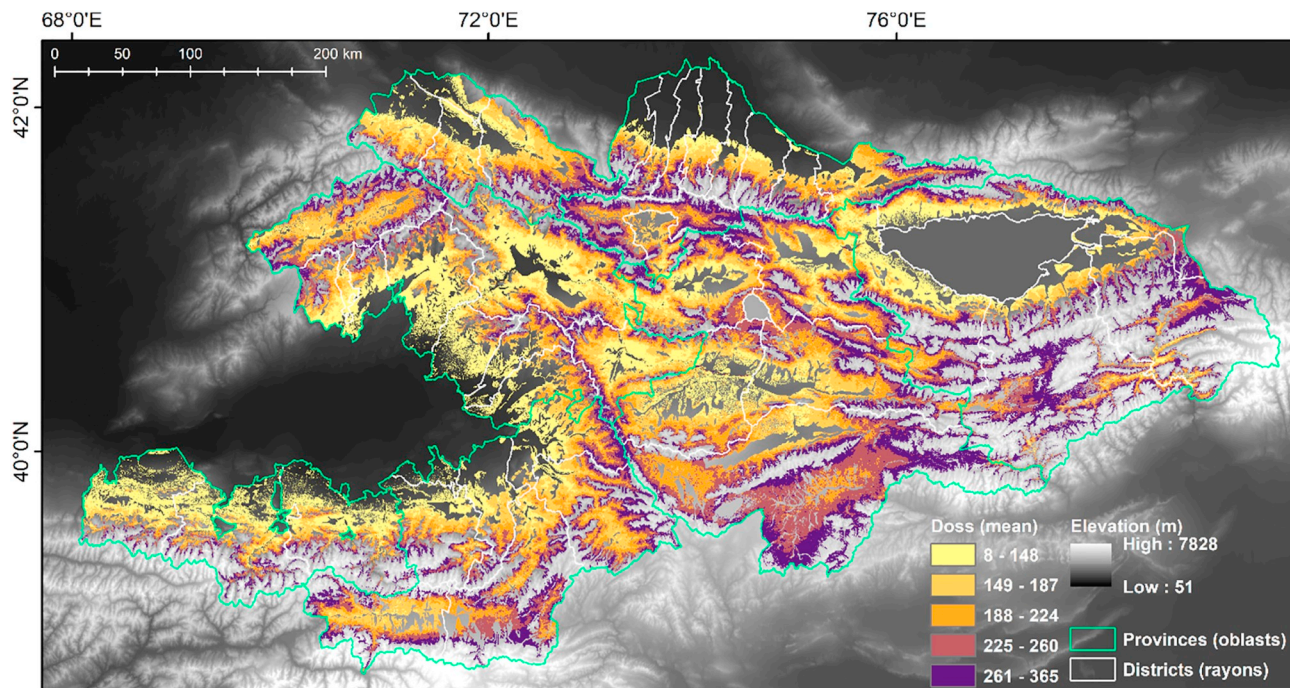 68°0'E 72°0'E 76°0'E
0 50 100 200 km
42°0'N
40°0'N
Doss (mean) Elevation (m)
8 - 148 High : 7828
149 - 187 Low : 51
188 - 224
225 - 260 Provinces (oblasts)
261 - 365 Districts (rayons)